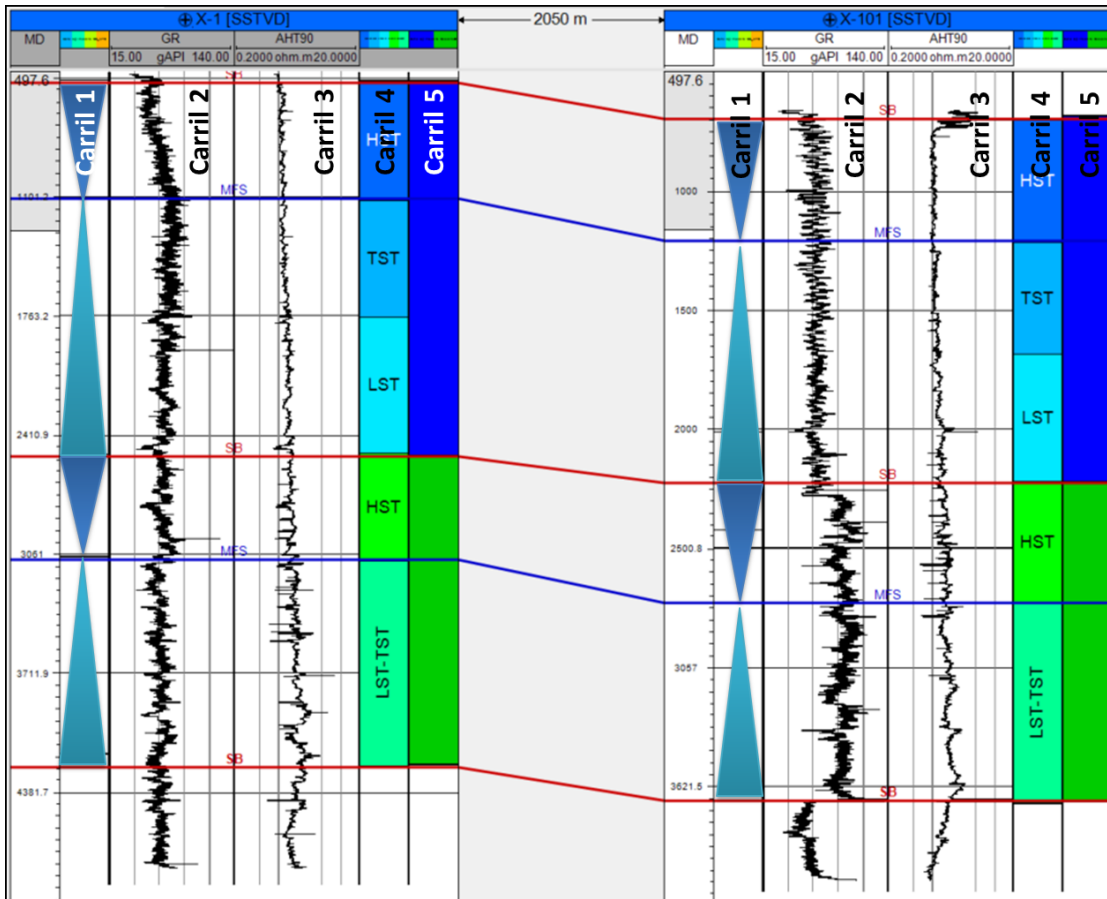 X-1 [SSTVD]
2050 m
X-101 [SSTVD]
MD
GR
AHT90
15.00 gAPI 140.00
0.2000 ohm.m20.0000
MD
GR
AHT90
15.00 gAPI 140.00
0.2000 ohm.m20.0000
497.6
SB
Carril 1
Carril 2
Carril 3
Carril 4
Carril 5
HST
MFS
TST
1763.2
LST
2410.9
SB
HST
3061
MFS
3711.9
LST-TST
SB
4381.7
497.6
SB
Carril 1
Carril 2
Carril 3
Carril 4
Carril 5
1000
HST
MFS
TST
1500
LST
2000
SB
2500.8
HST
MFS
3057
LST-TST
3621.5
SB